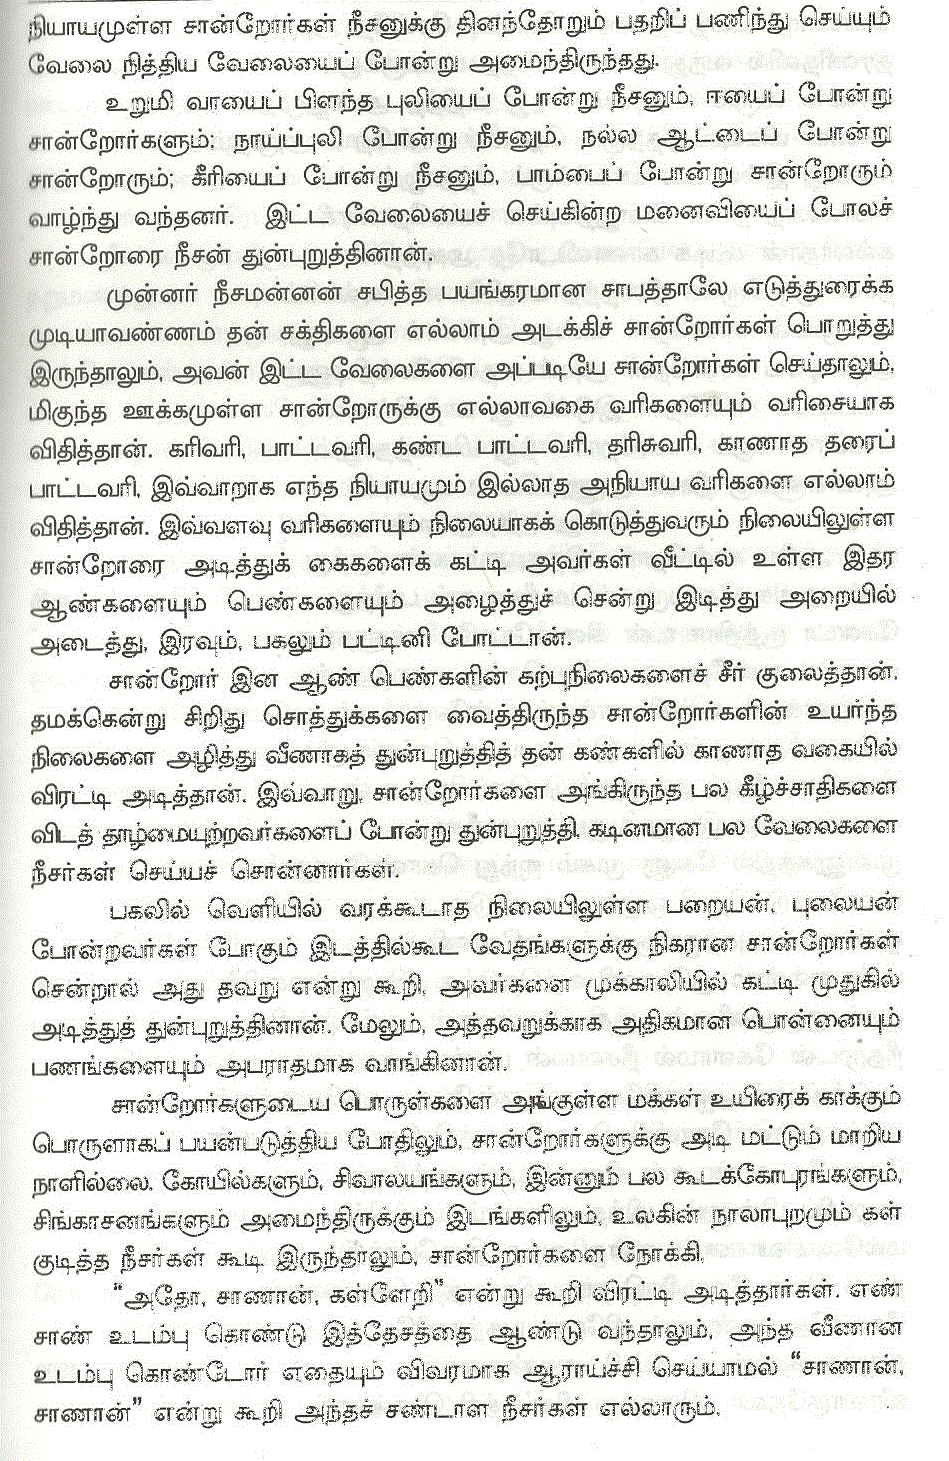 நியாயமுள்ள சான்றோர்கள் நீசனுக்கு தினந்தோறும் பதறிப் பணிந்து செய்யும்
வேலை நித்திய வேலையைப் போன்று அமைந்திருந்தது.
உறுமி வாயைப் பிளந்த புலியைப் போன்று நீசனும், ஈயைப் போன்று
சான்றோர்களும்; நாய்ப்புலி போன்று நீசனும், நல்ல ஆட்டைப் போன்று
சான்றோரும்; கீரியைப் போன்று நீசனும், பாம்பைப் போன்று சான்றோரும்
வாழ்ந்து வந்தனர். இட்ட வேலையைச் செய்கின்ற மனைவியைப் போலச்
சான்றோரை நீசன் துன்புறுத்தினான்.
முன்னர் நீசமன்னன் சபித்த பயங்கரமான சாபத்தாலே எடுத்துரைக்க
முடியாவண்ணம் தன் சக்திகளை எல்லாம் அடக்கிச் சான்றோர்கள் பொறுத்து
இருந்தாலும், அவன் இட்ட வேலைகளை அப்படியே சான்றோர்கள் செய்தாலும்,
மிகுந்த ஊக்கமுள்ள சான்றோருக்கு எல்லாவகை வரிகளையும் வரிசையாக
விதித்தான். கரிவரி, பாட்டவரி, கண்ட பாட்டவரி, தரிசுவரி, காணாத தரைப்
பாட்டவரி, இவ்வாறாக எந்த நியாயமும் இல்லாத அநியாய வரிகளை எல்லாம்
விதித்தான். இவ்வளவு வரிகளையும் நிலையாகக் கொடுத்துவரும் நிலையிலுள்ள
சான்றோரை அடித்துக் கைகளைக் கட்டி அவர்கள் வீட்டில் உள்ள இதர
ஆண்களையும் பெண்களையும் அழைத்துச் சென்று இடித்து அறையில்
அடைத்து, இரவும், பகலும் பட்டினி போட்டான்.
சான்றோர் இன ஆண் பெண்களின் கற்புநிலைகளைச் சீர் குலைத்தான்.
தமக்கென்று சிறிது சொத்துக்களை வைத்திருந்த சான்றோர்களின் உயர்ந்த
நிலைகளை அழித்து வீணாகத் துன்புறுத்தித் தன் கண்களில் காணாத வகையில்
விரட்டி அடித்தான். இவ்வாறு, சான்றோர்களை அங்கிருந்த பல கீழ்ச்சாதிகளை
விடத் தாழ்மையுற்றவர்களைப் போன்று துன்புறுத்தி, கடினமான பல வேலைகளை
நீசர்கள் செய்யச் சொன்னார்கள்.
பகலில் வெளியில் வரக்கூடாத நிலையிலுள்ள பறையன், புலையன்
போன்றவர்கள் போகும் இடத்தில்கூட வேதங்களுக்கு நிகரான சான்றோர்கள்
சென்றால் அது தவறு என்று கூறி, அவர்களை முக்காலியில் கட்டி முதுகில்
அடித்துத் துன்புறுத்தினான். மேலும், அத்தவறுக்காக அதிகமான பொன்னையும்
பணங்களையும் அபராதமாக வாங்கினான்.
சான்றோர்களுடைய பொருள்களை அங்குள்ள மக்கள் உயிரைக் காக்கும்
பொருளாகப் பயன்படுத்திய போதிலும், சான்றோர்களுக்கு அடி மட்டும் மாறிய
நாளில்லை. கோயில்களும், சிவாலயங்களும், இன்னும் பல கூடக்கோபுரங்களும்,
சிங்காசனங்களும் அமைந்திருக்கும் இடங்களிலும், உலகின் நாலாபுறமும் கள்
குடித்த நீசர்கள் கூடி இருந்தாலும், சான்றோர்களை நோக்கி,
“அதோ, சாணான், கள்ளேறி” என்று கூறி விரட்டி அடித்தார்கள். எண்
சாண் உடம்பு கொண்டு இத்தேசத்தை ஆண்டு வந்தாலும், அந்த வீணான
உடம்பு கொண்டோர் எதையும் விவரமாக ஆராய்ச்சி செய்யாமல் “சாணான்,
சாணான்” என்று கூறி அந்தச் சண்டாள நீசர்கள் எல்லாரும்,